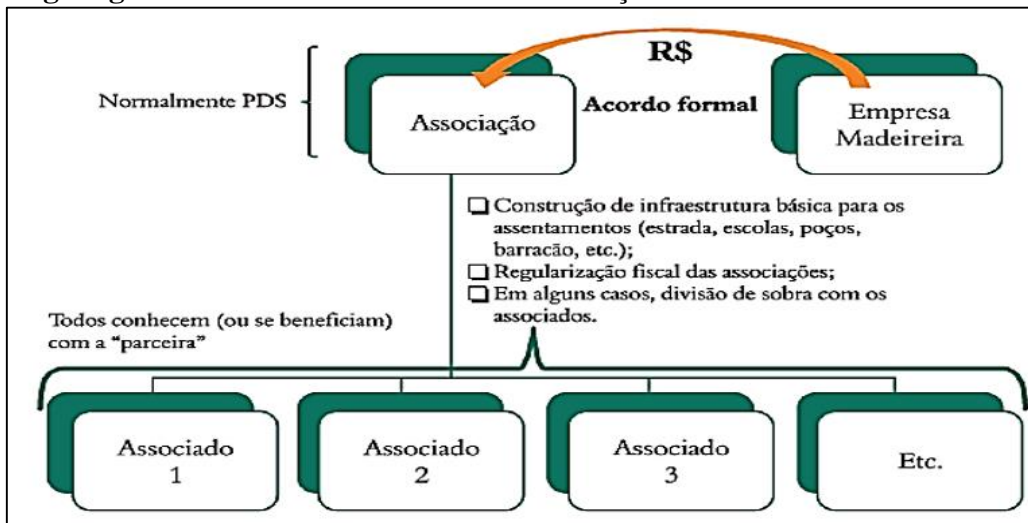 R$
Normalmente PDS
Associação
Acordo formal
Empresa
Madeireira
❑ Construção de infraestrutura básica para os
assentamentos (estrada, escolas, poços,
barracão, etc.);
❑ Regularização fiscal das associações;
❑ Em alguns casos, divisão de sobra com os
associados.
Todos conhecem (ou se beneficiam)
com a “parceira”
Associado
1
Associado
2
Associado
3
Etc.